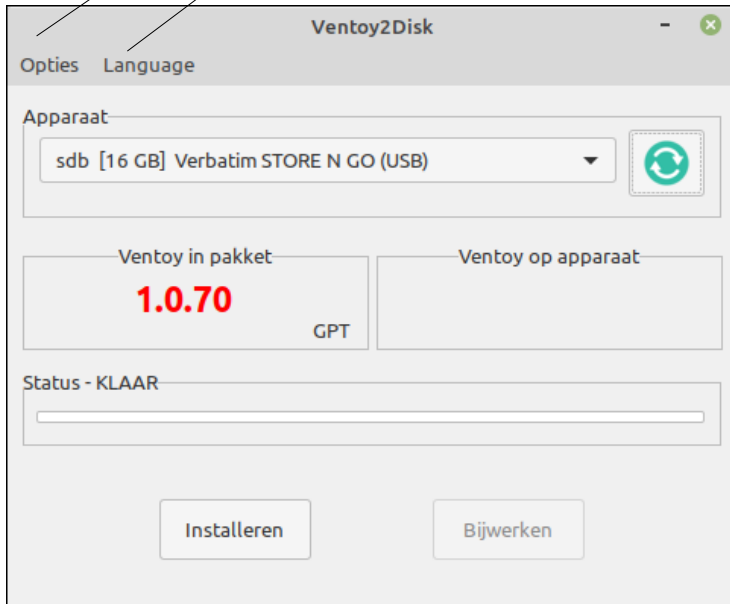 Ventoy2Disk
Opties Language
Apparaat
sdb [16 GB] Verbatim STORE N GO (USB)
Ventoy in pakket Ventoy op apparaat
1.0.70
GPT
Status - KLAAR
Installeren Bijwerken